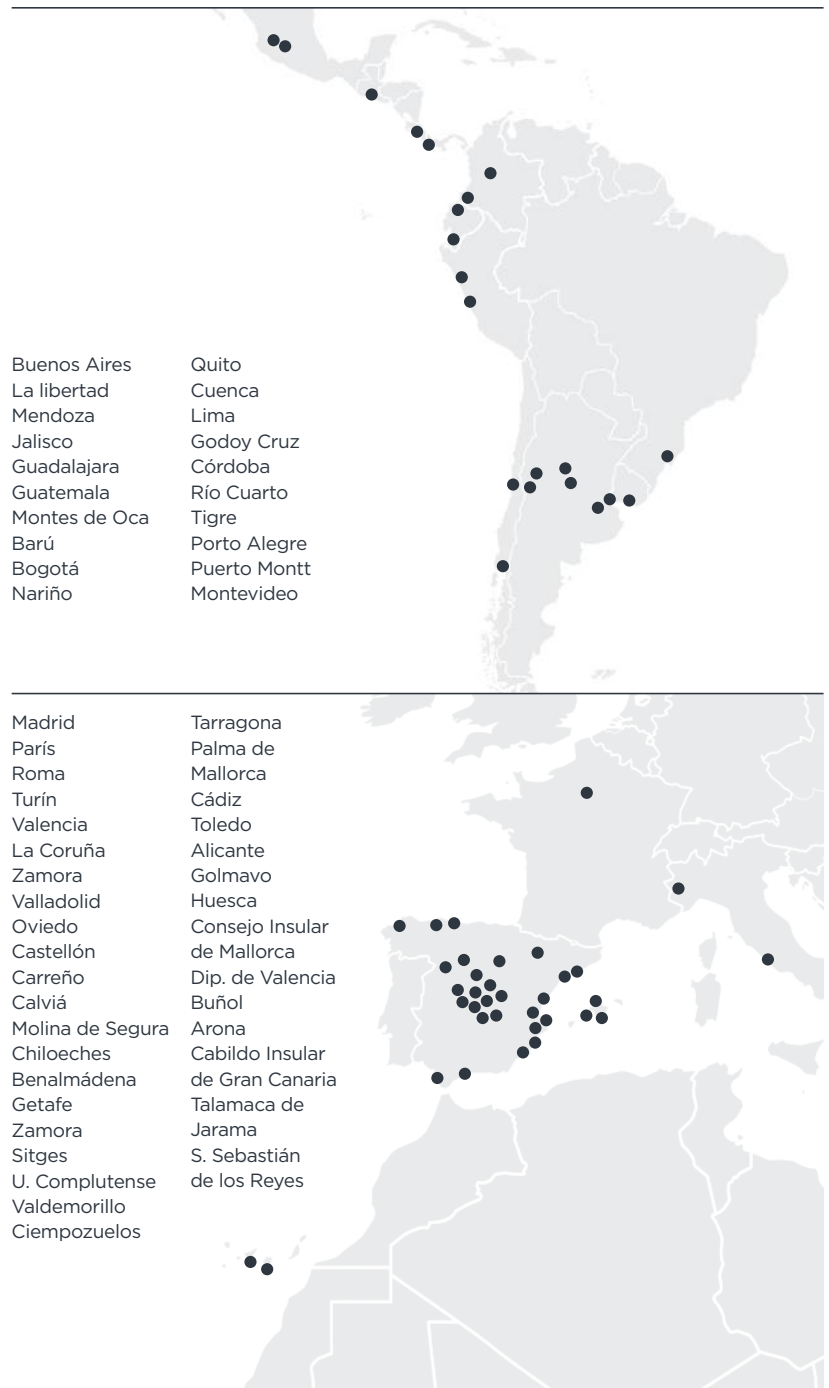 Buenos Aires
La libertad
Mendoza
Jalisco
Guadalajara
Guatemala
Montes de Oca
Barú
Bogotá
Nariño
Quito
Cuenca
Lima
Godoy Cruz
Córdoba
Río Cuarto
Tigre
Porto Alegre
Puerto Montt
Montevideo
Madrid
París
Roma
Turín
Valencia
La Coruña
Zamora
Valladolid
Oviedo
Castellón
Carreño
Calviá
Molina de Segura
Chiloeches
Benalmádena
Getafe
Zamora
Sitges
U. Complutense
Valdemorillo
Ciempozuelos
Tarragona
Palma de
Mallorca
Cádiz
Toledo
Alicante
Golmavo
Huesca
Consejo Insular
de Mallorca
Dip. de Valencia
Buñol
Arona
Cabildo Insular
de Gran Canaria
Talamaca de
Jarama
S. Sebastián
de los Reyes